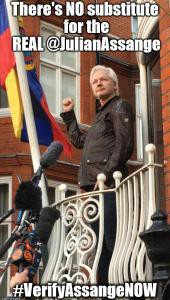 There's NO substitute
for the
REAL @JulianAssange
#VerifyAssangeNOW